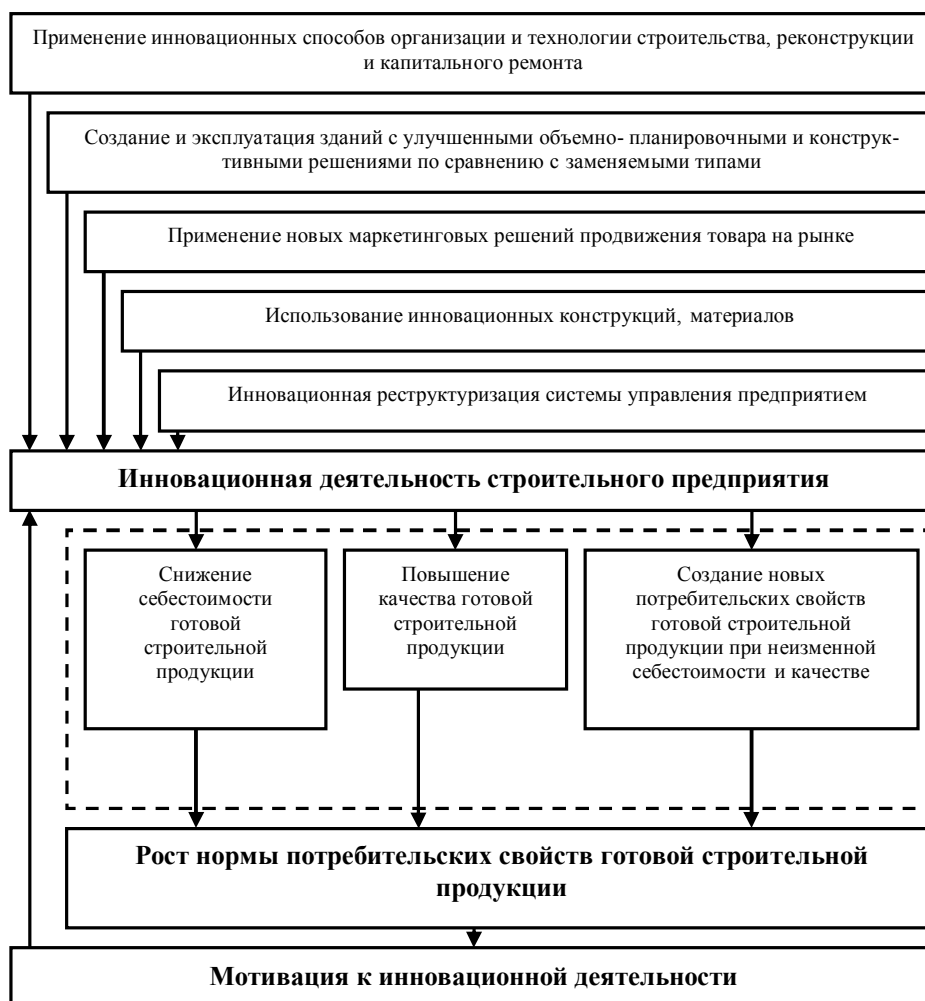 Применение инновационных способов организации и технологии строительства, реконструкции
и капитального ремонта
Создание и эксплуатация зданий с улучшенными объемно- планировочными и конструк-
тивными решениями по сравнению с заменяемыми типами
Применение новых маркетинговых решений продвижения товара на рынке
Использование инновационных конструкций, материалов
Инновационная реструктуризация системы управления предприятием
Инновационная деятельность строительного предприятия
Снижение
себестоимости
готовой
строительной
продукции
Повышение
качества готовой
строительной
продукции
Создание новых
потребительских свойств
готовой строительной
продукции при неизменной
себестоимости и качестве
Рост нормы потребительских свойств готовой строительной
продукции
Мотивация к инновационной деятельности